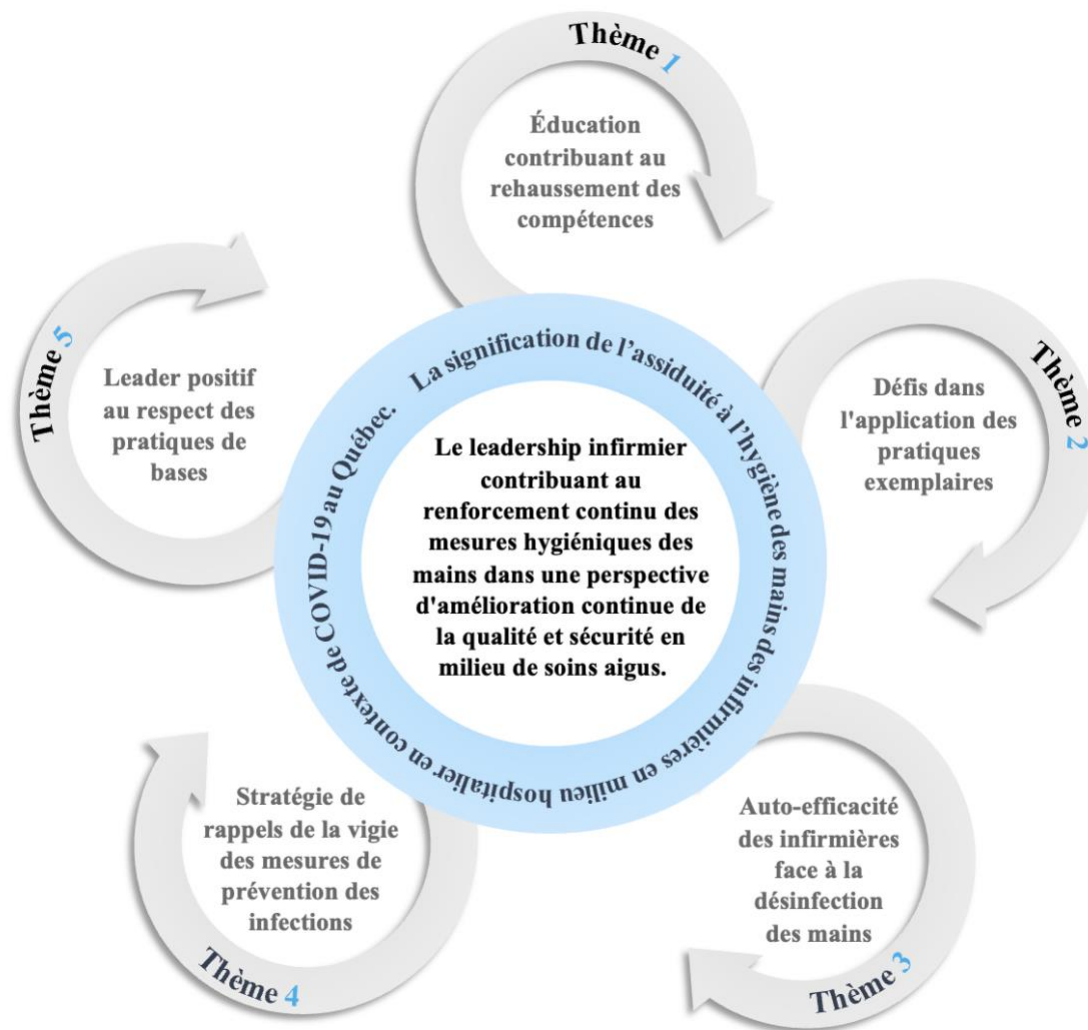 Thème 1
Éducation
contribuant au
rehaussement des
compétences
Thème 2
Défis dans
l'application des
pratiques
exemplaires
Thème 3
Auto-efficacité
des infirmières
face à la
désinfection
des mains
Thème 4
Stratégie de
rappels de la vigie
des mesures de
prévention des
infections
Thème 5
Leader positif
au respect des
pratiques de
bases
La signification de l’assiduité à l’hygiène des mains des infirmières en milieu hospitalier en contexte de COVID-19 au Québec.
Le leadership infirmier
contribuant au
renforcement continu des
mesures hygiéniques des
mains dans une perspective
d'amélioration continue de
la qualité et sécurité en
milieu de soins aigus.